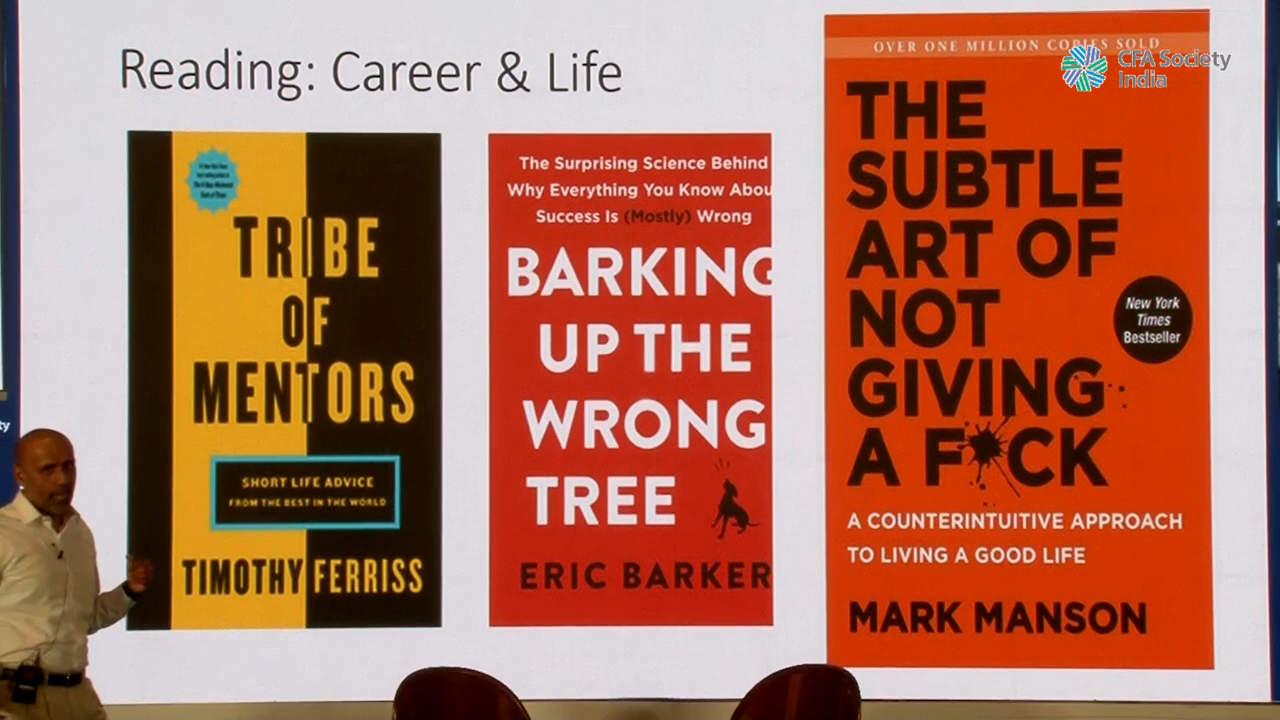 Reading: Career & Life
CFA Society
India
TRIBE
OF
MENTORS
SHORT LIFE ADVICE
FROM THE BEST IN THE WORLD
TIMOTHY FERRISS
The Surprising Science Behind
Why Everything You Know Abou
Success Is (Mostly) Wrong
BARKING
UP THE
WRONG
TREE
ERIC BARKER
OVER ONE MILLION COPIES SOLD
THE
SUBTLE
ART OF
NOT
GIVING
A F*CK
New York
Times
Bestseller
A COUNTERINTUITIVE APPROACH
TO LIVING A GOOD LIFE
MARK MANSON
ty